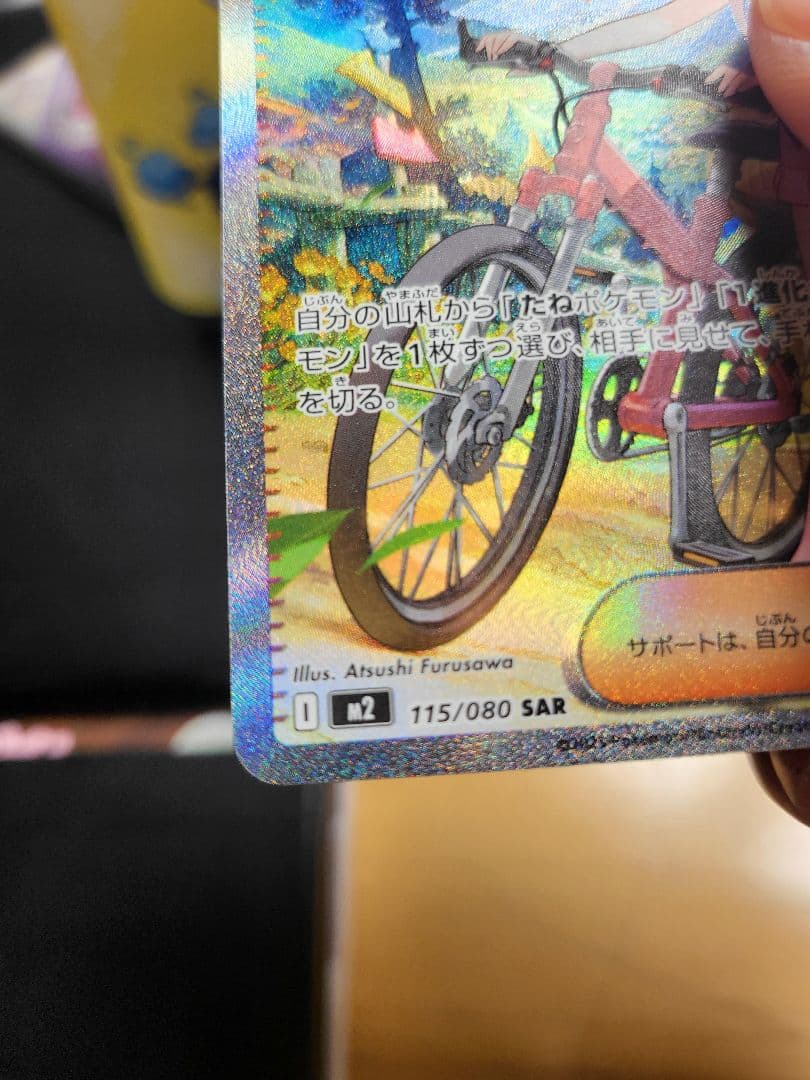 自分の山札から「たねポケモン」「1進化
モン」を1枚ずつ選び、相手に見せて、手
を切る。
サポートは、自分の
Illus. Atsushi Furusawa
I M2 115/080 SAR